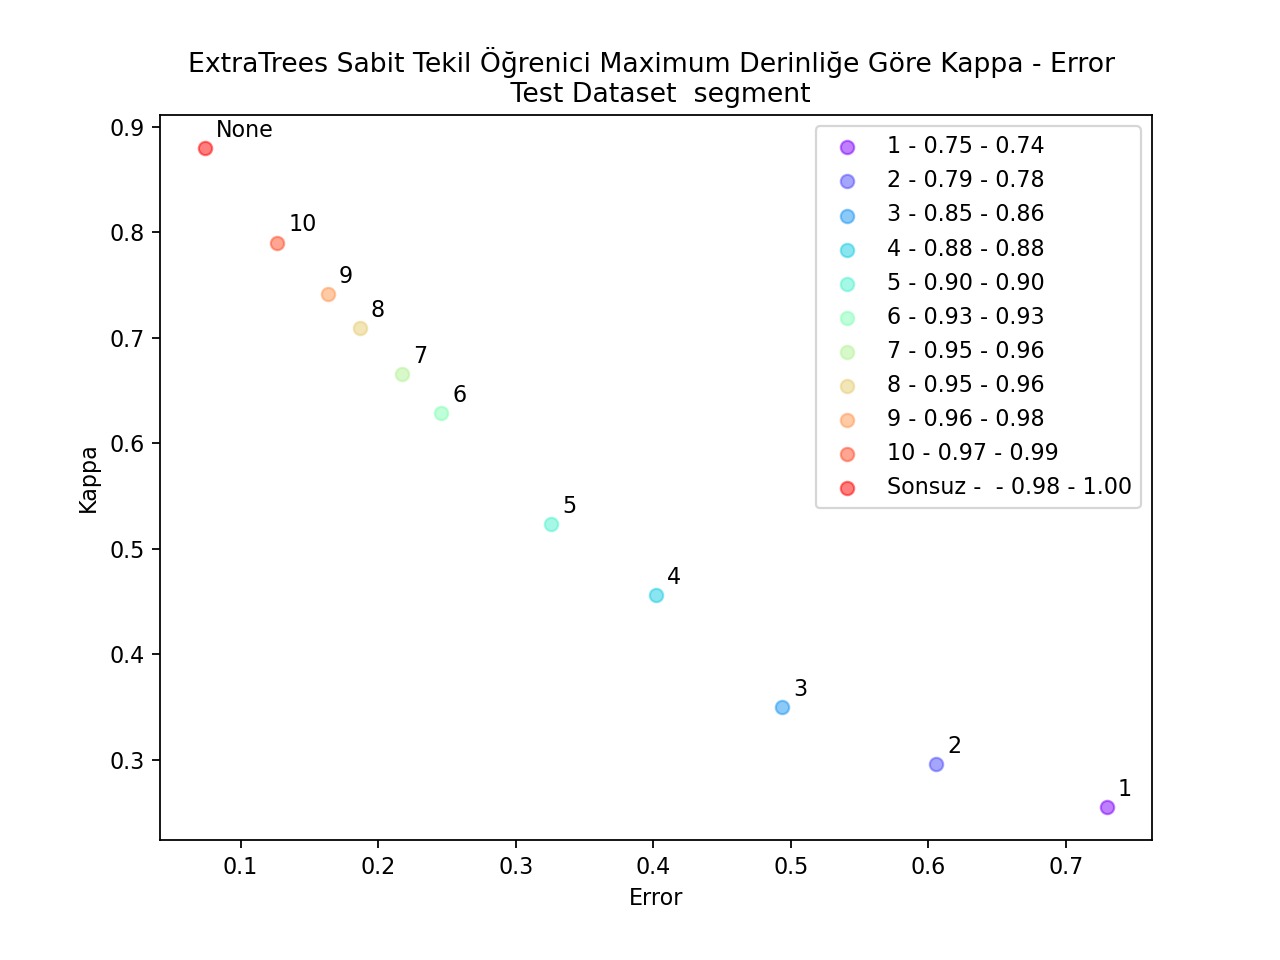 ExtraTrees Sabit Tekil Öğrenici Maximum Derinliğe Göre Kappa - Error
Test Dataset  segment
None
10
9
8
7
6
5
4
3
2
1
1 - 0.75 - 0.74
2 - 0.79 - 0.78
3 - 0.85 - 0.86
4 - 0.88 - 0.88
5 - 0.90 - 0.90
6 - 0.93 - 0.93
7 - 0.95 - 0.96
8 - 0.95 - 0.96
9 - 0.96 - 0.98
10 - 0.97 - 0.99
Sonsuz -  - 0.98 - 1.00
Kappa
0.9
0.8
0.7
0.6
0.5
0.4
0.3
0.1 0.2 0.3 0.4 0.5 0.6 0.7
Error